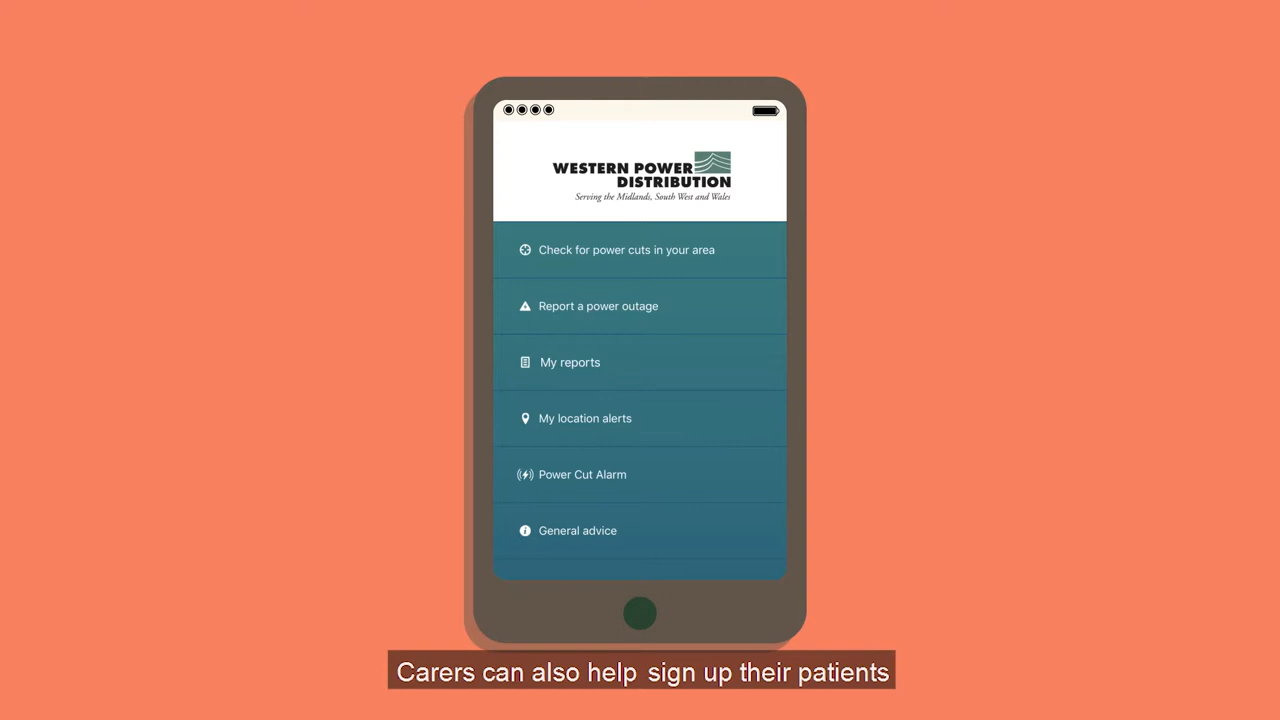 WESTERN POWER
DISTRIBUTION
Serving the Midlands, South West and Wales
Check for power cuts in your area
Report a power outage
My reports
My location alerts
Power Cut Alarm
General advice
Carers can also help sign up their patients